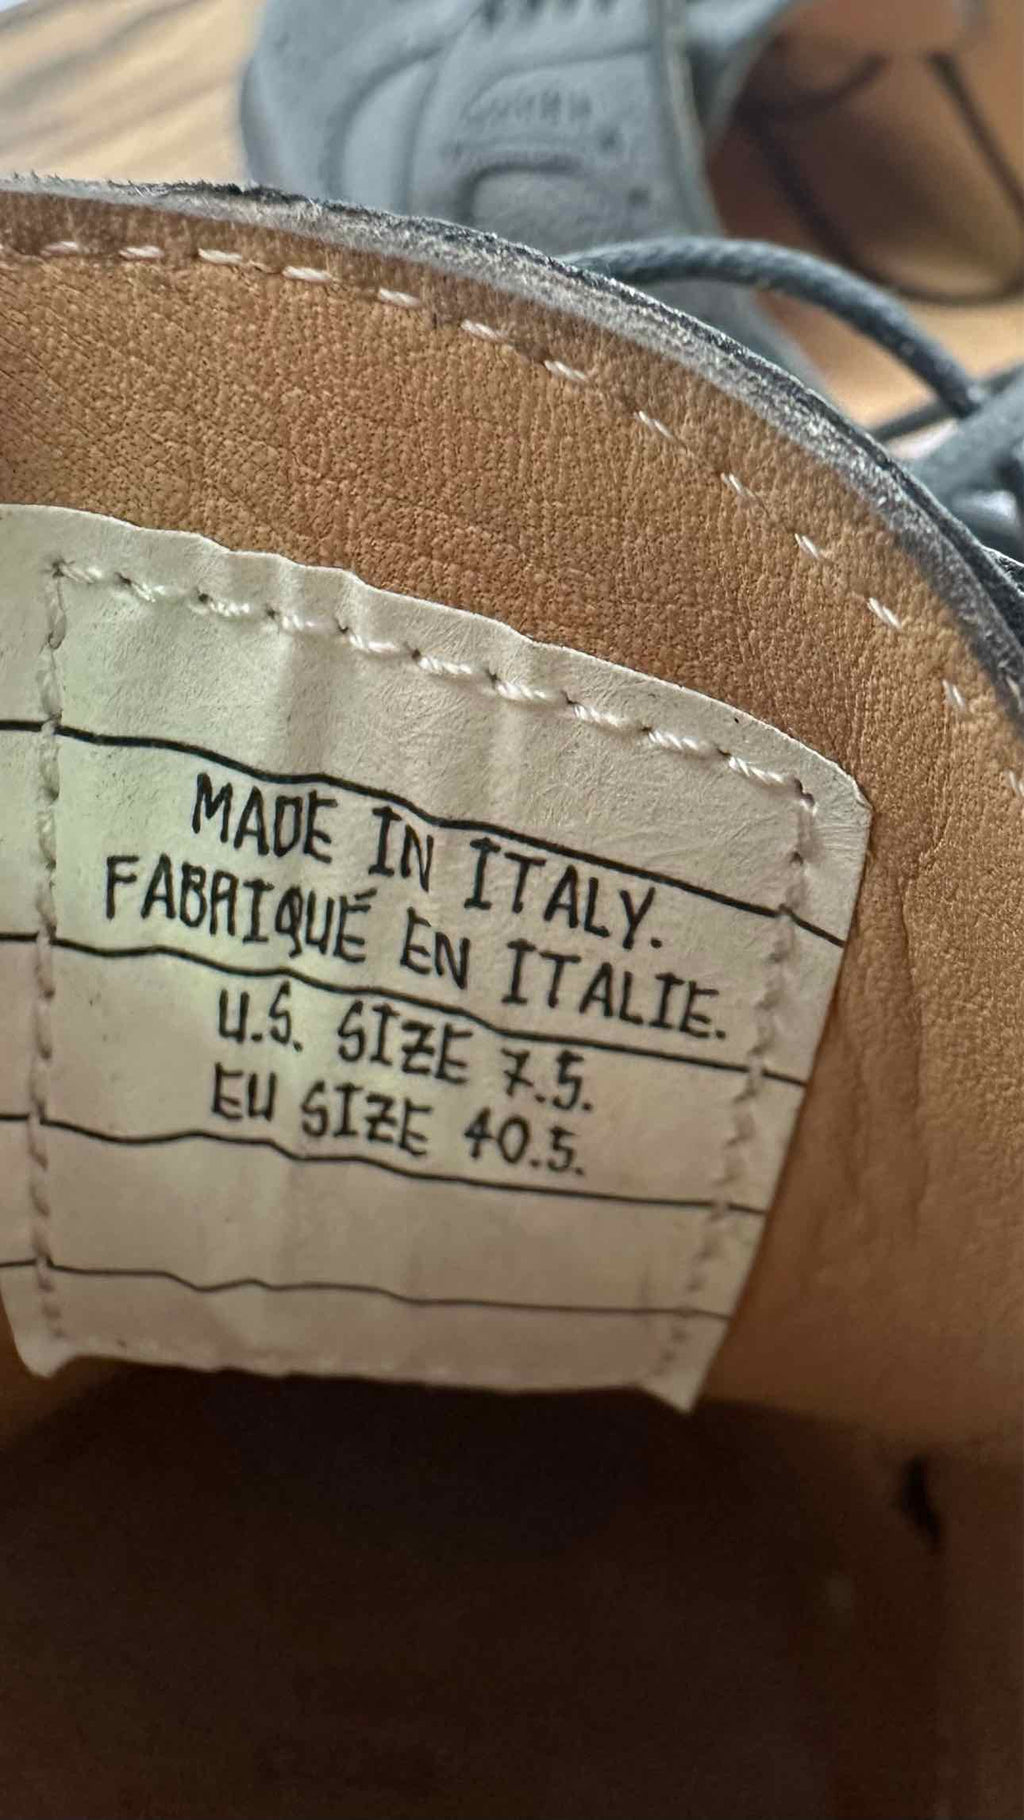 MADE IN ITALY.
FABRIQUÉ EN ITALIE.
U.S. SIZE 7.5.
EU SIZE 40.5.